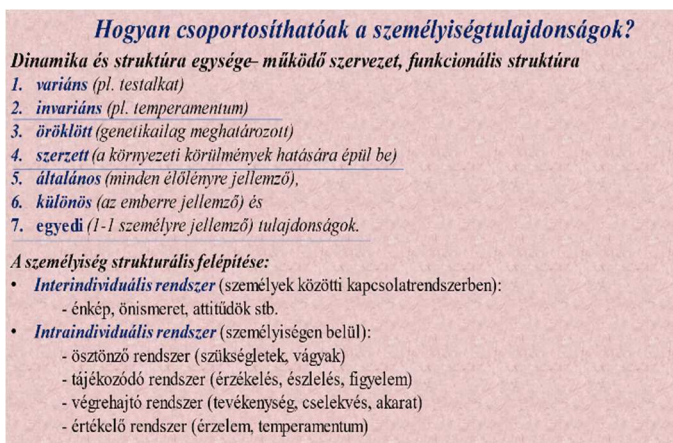 Hogyan csoportosíthatóak a személyiségtulajdonságok?
Dinamika és struktúra egysége– működő szervezet, funkcionális struktúra
1. variáns (pl. testalkat)
2. invariáns (pl. temperamentum)
3. öröklött (genetikailag meghatározott)
4. szerzett (a környezeti körülmények hatására épül be)
5. általános (minden élőlényre jellemző),
6. különös (az emberre jellemző) és
7. egyedi (1-1 személyre jellemző) tulajdonságok.
A személyiség strukturális felépítése:
• Interindividuális rendszer (személyek közötti kapcsolatrendszerben):
- énkép, önismeret, attitűdök stb.
• Intraindividuális rendszer (személyiségen belül):
- ösztönző rendszer (szükségletek, vágyak)
- tájékozódó rendszer (érzékelés, észlelés, figyelem)
- végrehajtó rendszer (tevékenység, cselekvés, akarat)
- értékelő rendszer (érzelem, temperamentum)